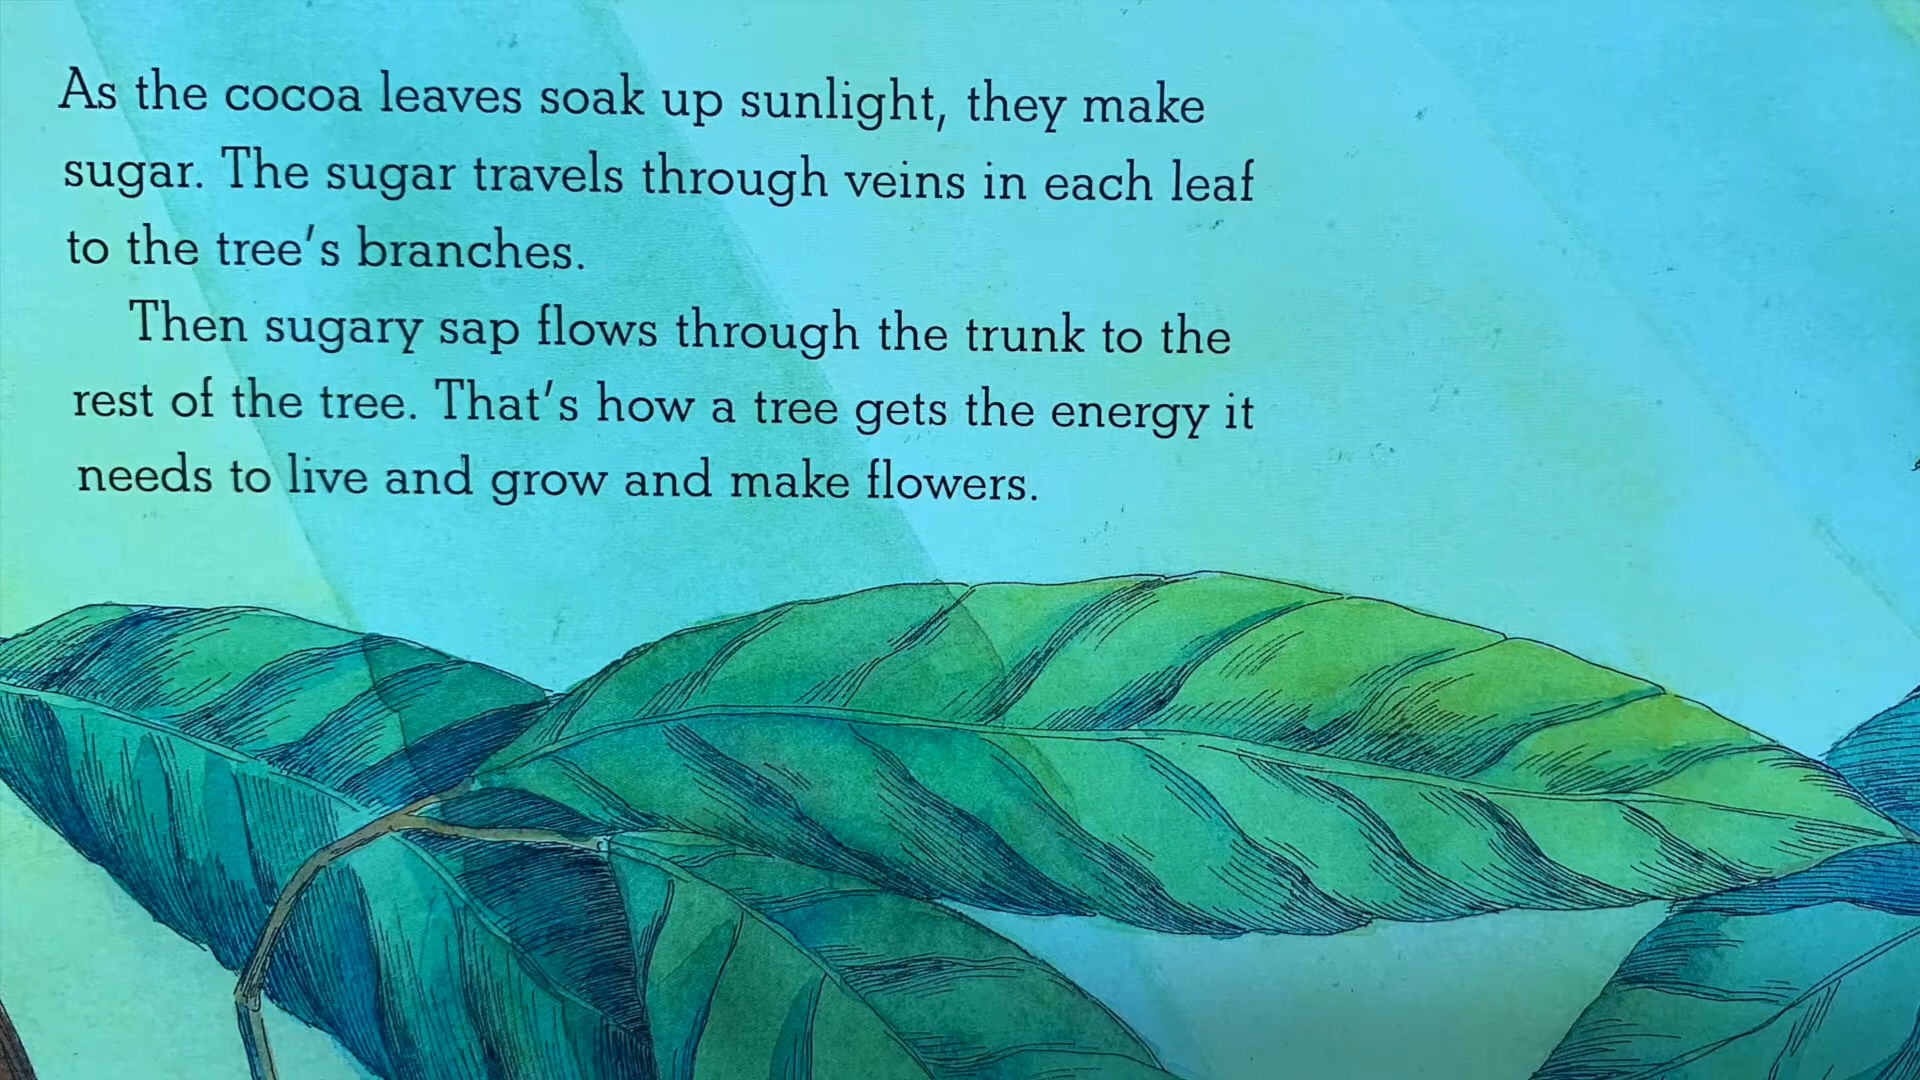 As the cocoa leaves soak up sunlight, they make
sugar. The sugar travels through veins in each leaf
to the tree's branches.
Then sugary sap flows through the trunk to the
rest of the tree. That's how a tree gets the energy it
needs to live and grow and make flowers.